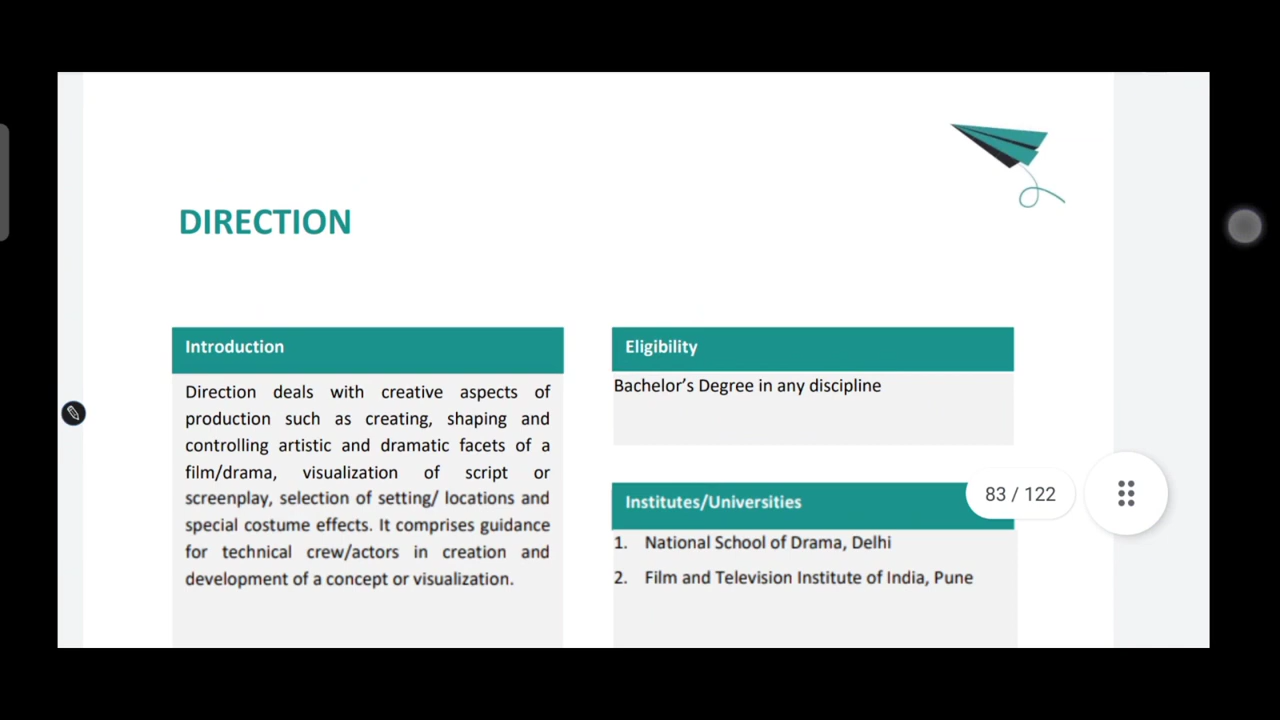 DIRECTION
Introduction
Direction deals with creative aspects of
production such as creating, shaping and
controlling artistic and dramatic facets of a
film/drama, visualization of script or
screenplay, selection of setting/ locations and
special costume effects. It comprises guidance
for technical crew/actors in creation and
development of a concept or visualization.
Eligibility
Bachelor's Degree in any discipline
Institutes/Universities
1. National School of Drama, Delhi
2. Film and Television Institute of India, Pune
83 / 122